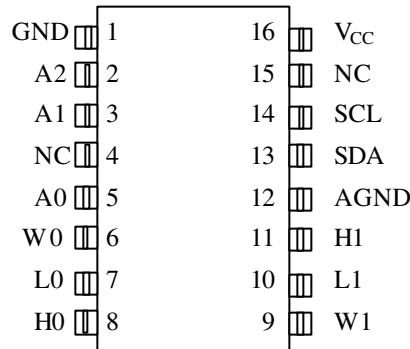 GND 1 16 VCC
A2 2 15 NC
A1 3 14 SCL
NC 4 13 SDA
A0 5 12 AGND
W0 6 11 H1
L0 7 10 L1
H0 8 9 W1